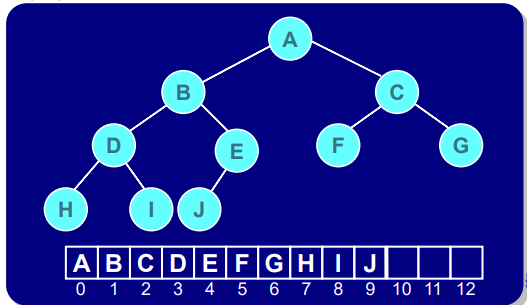 A
B C
D E F G
H I J
A B C D E F G H I J
0 1 2 3 4 5 6 7 8 9 10 11 12